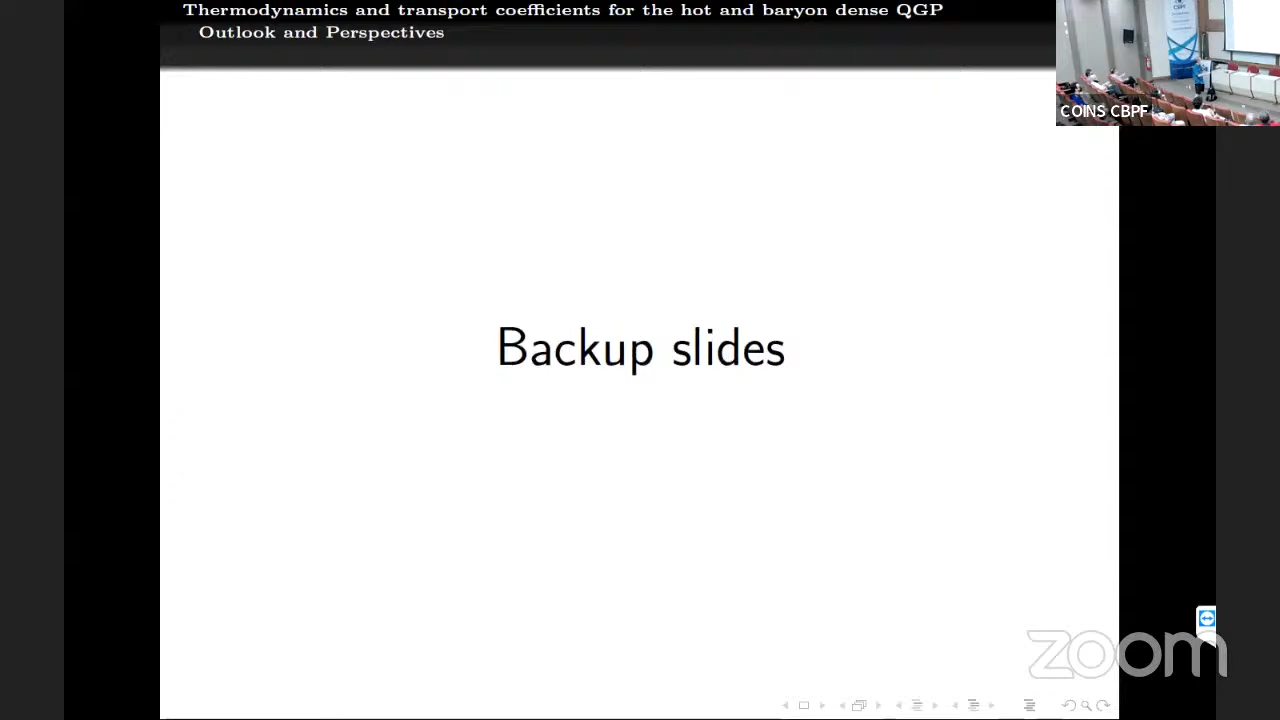 Thermodynamics and transport coefficients for the hot and baryon dense QGP
Outlook and Perspectives
COINS CBPF
Backup slides
zoom